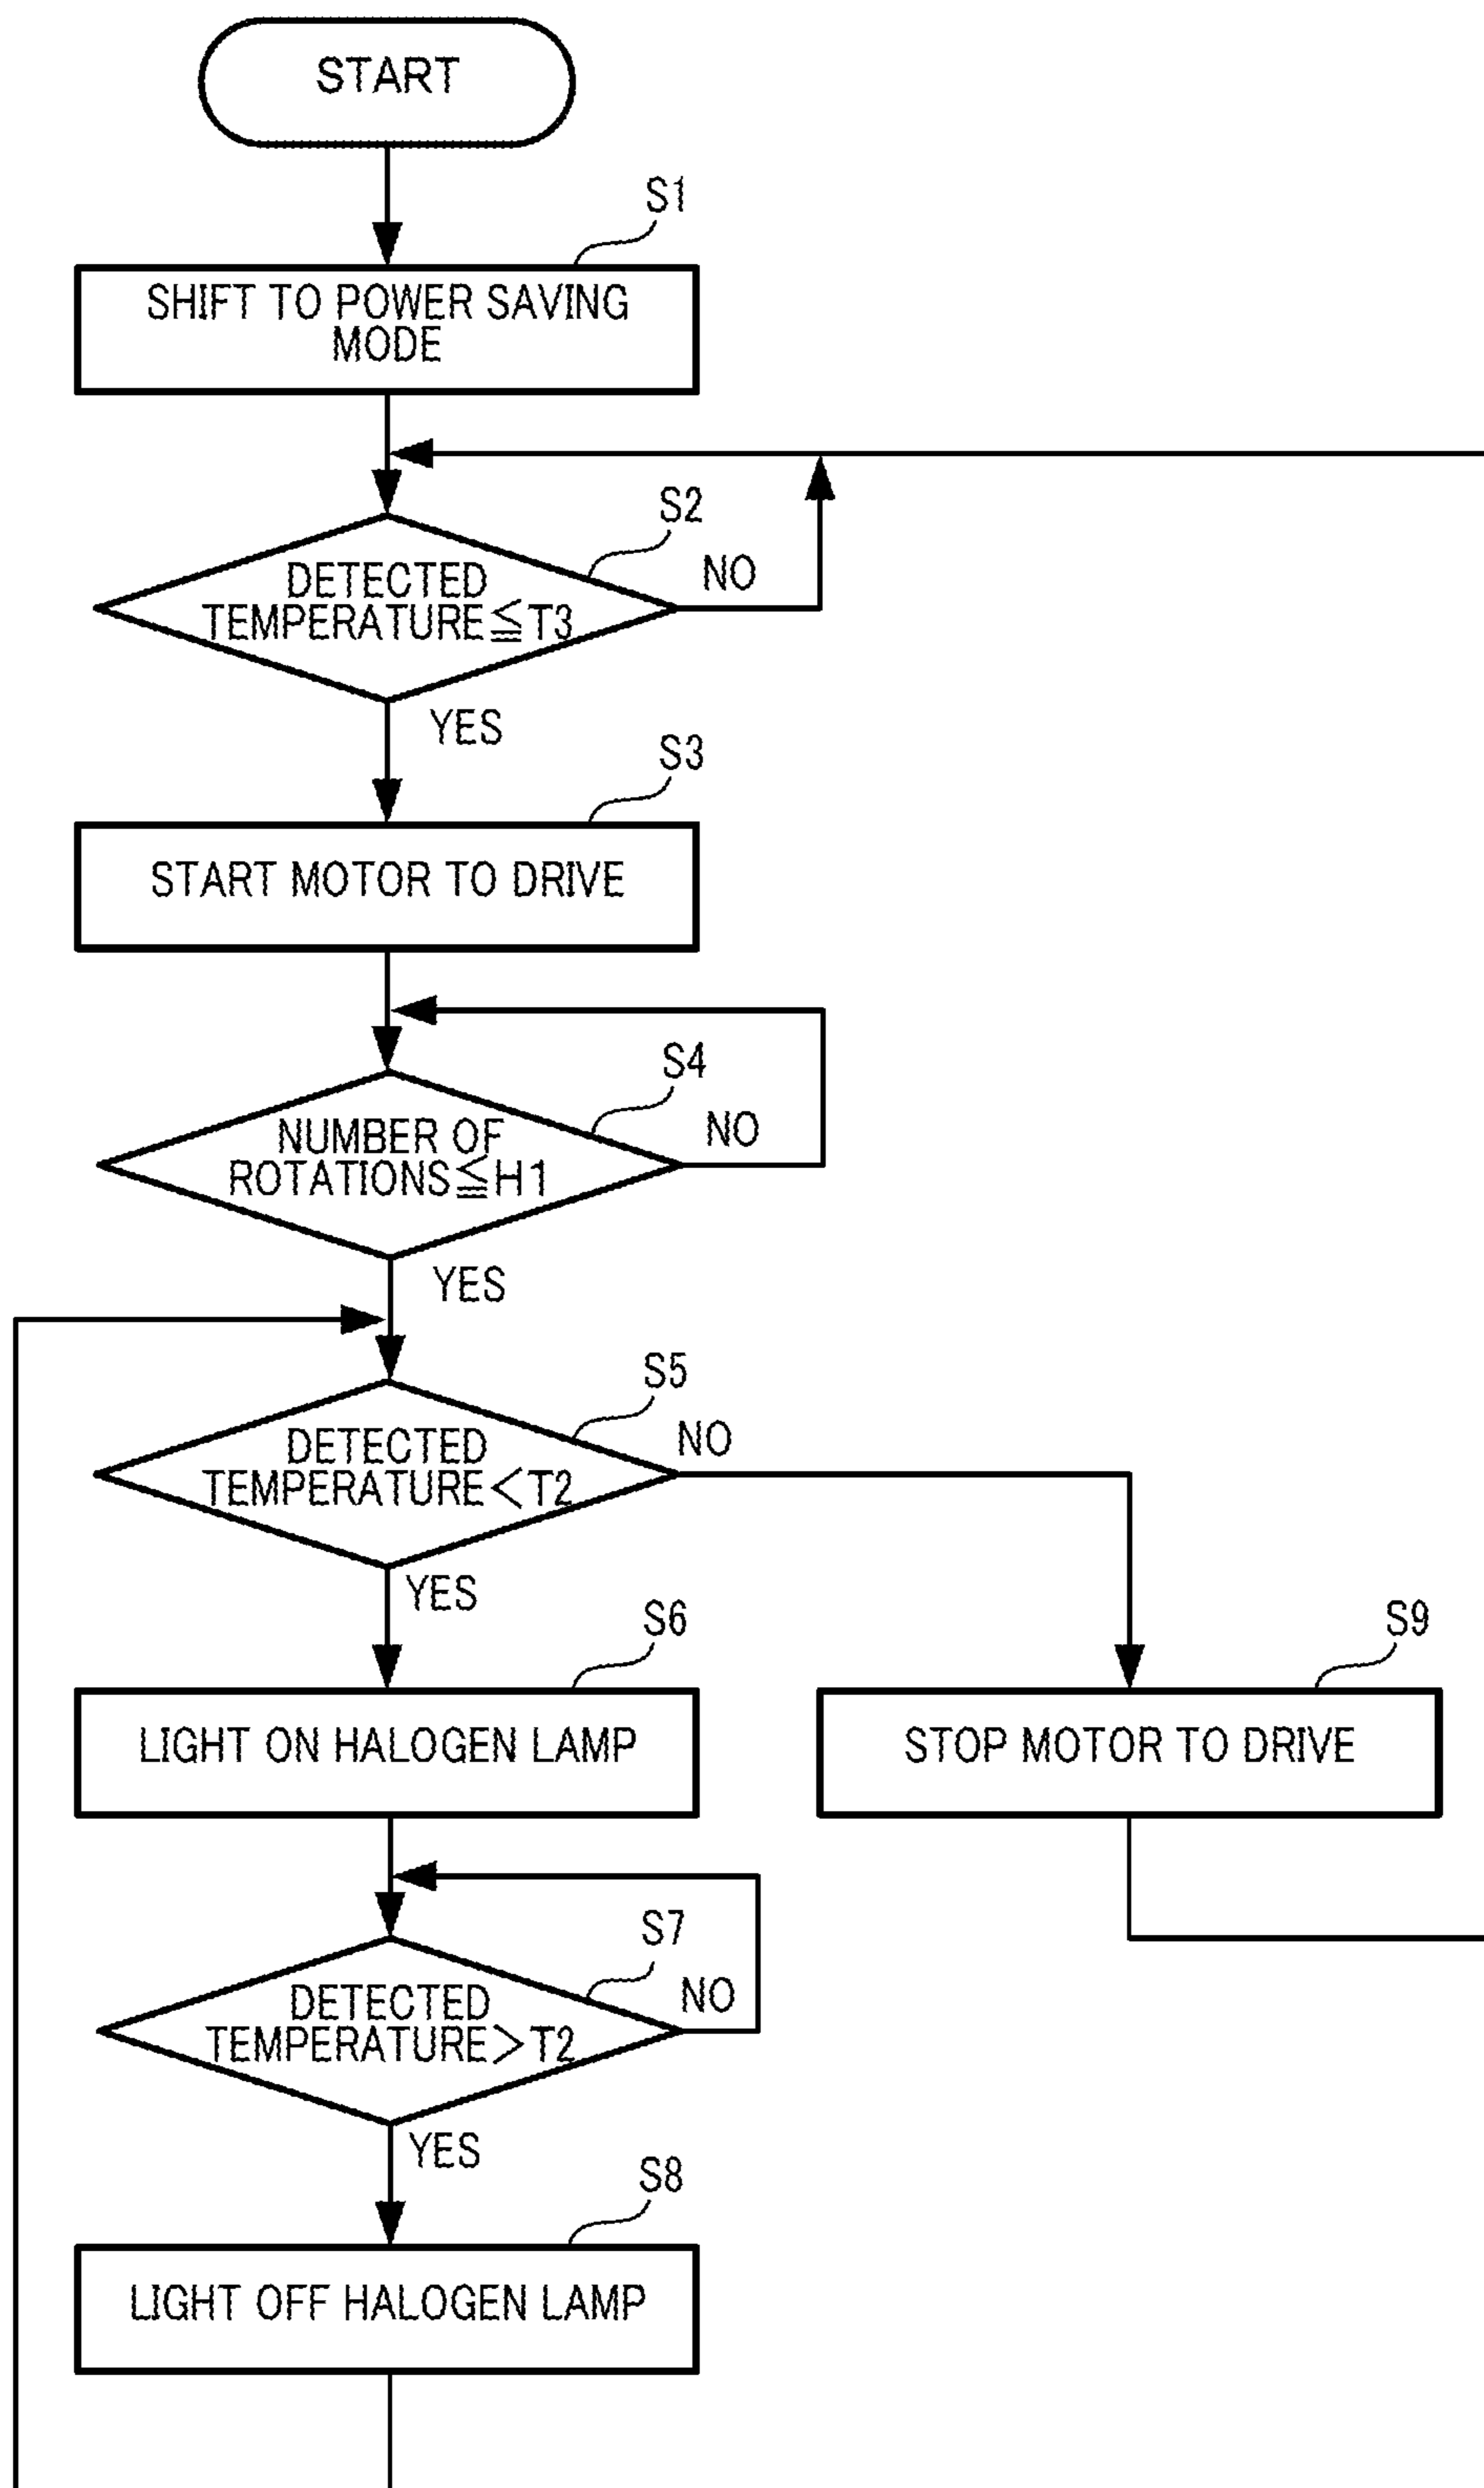 START
S1
SHIFT TO POWER SAVING
MODE
S2
DETECTED
TEMPERATURE≦T3
NO
YES
S3
START MOTOR TO DRIVE
S4
NUMBER OF
ROTATIONS≦H1
NO
YES
S5
DETECTED
TEMPERATURE<T2
NO
YES
S6
LIGHT ON HALOGEN LAMP
S9
STOP MOTOR TO DRIVE
S7
DETECTED
TEMPERATURE>T2
NO
YES
S8
LIGHT OFF HALOGEN LAMP